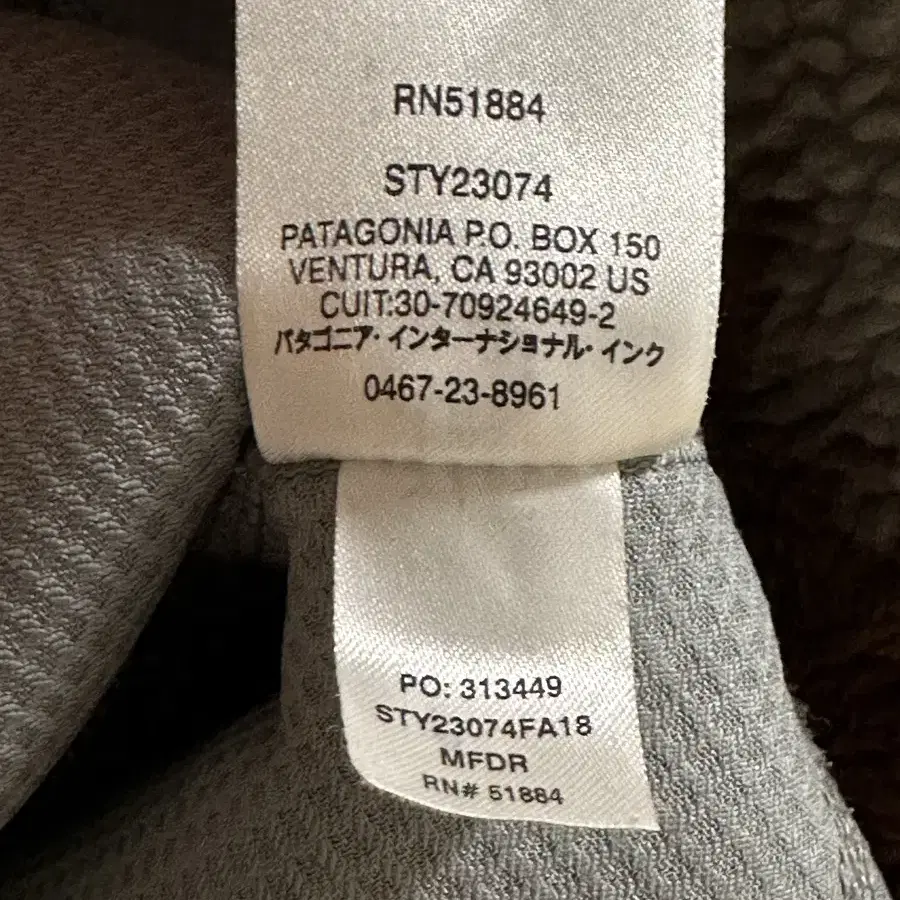 RN51884
STY23074
PATAGONIA P.O. BOX 150
VENTURA, CA 93002 US
CUIT:30-70924649-2
パタゴニア・インターナショナル・インク
0467-23-8961
PO: 313449
STY23074FA18
MFDR
RN# 51884